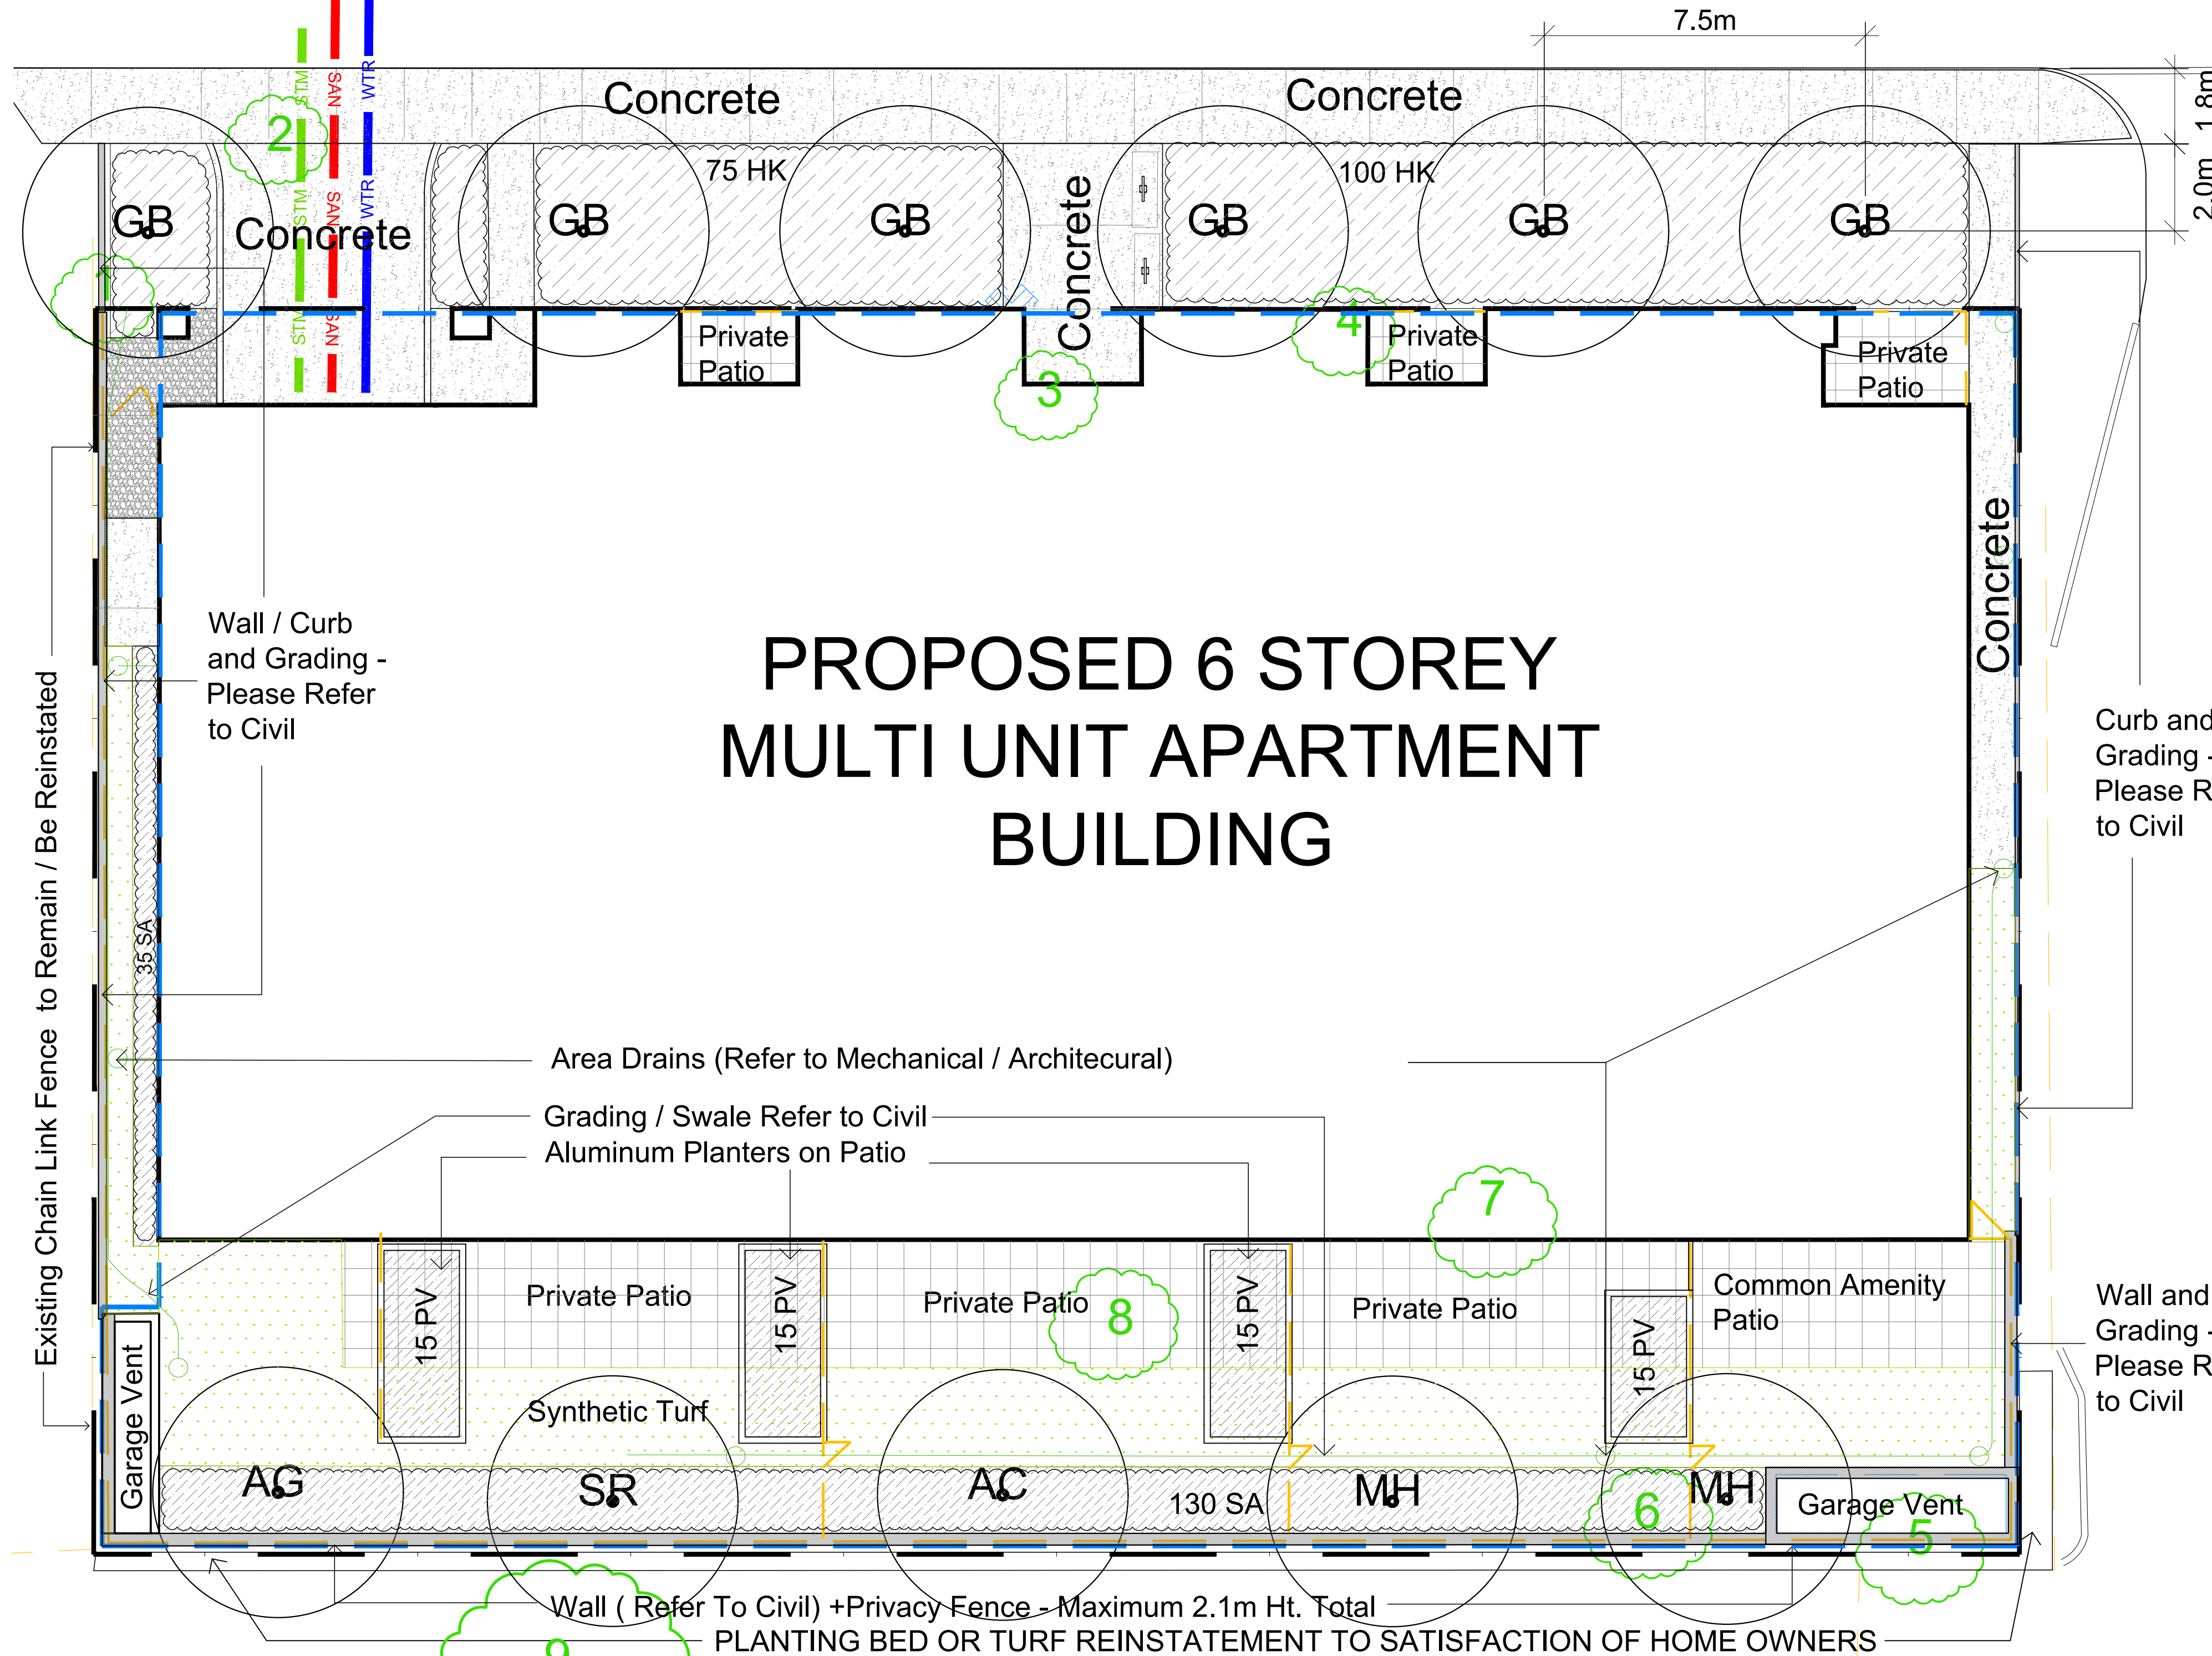 7.5m
1.8m
2.0m
STM
SAN
WTR
Concrete
Concrete
2
75 HK
100 HK
STM
SAN
WTR
GB
GB
GB
GB
GB
GB
Concrete
Concrete
1
STM
SAN
Private
Patio
3
4
Private
Patio
Private
Patio
Concrete
Wall / Curb
and Grading -
Please Refer
to Civil
PROPOSED 6 STOREY
MULTI UNIT APARTMENT
BUILDING
Curb and
Grading -
Please R
to Civil
Existing Chain Link Fence to Remain / Be Reinstated
35 SA
Area Drains (Refer to Mechanical / Architecural)
Grading / Swale Refer to Civil
Aluminum Planters on Patio
7
15 PV
Private Patio
15 PV
Private Patio
8
15 PV
Private Patio
15 PV
Common Amenity
Patio
Wall and
Grading -
Please R
to Civil
Garage Vent
Synthetic Turf
AG
SR
AC
130 SA
MH
6
MH
Garage Vent
5
Wall ( Refer To Civil) +Privacy Fence - Maximum 2.1m Ht. Total
PLANTING BED OR TURF REINSTATEMENT TO SATISFACTION OF HOME OWNERS
9